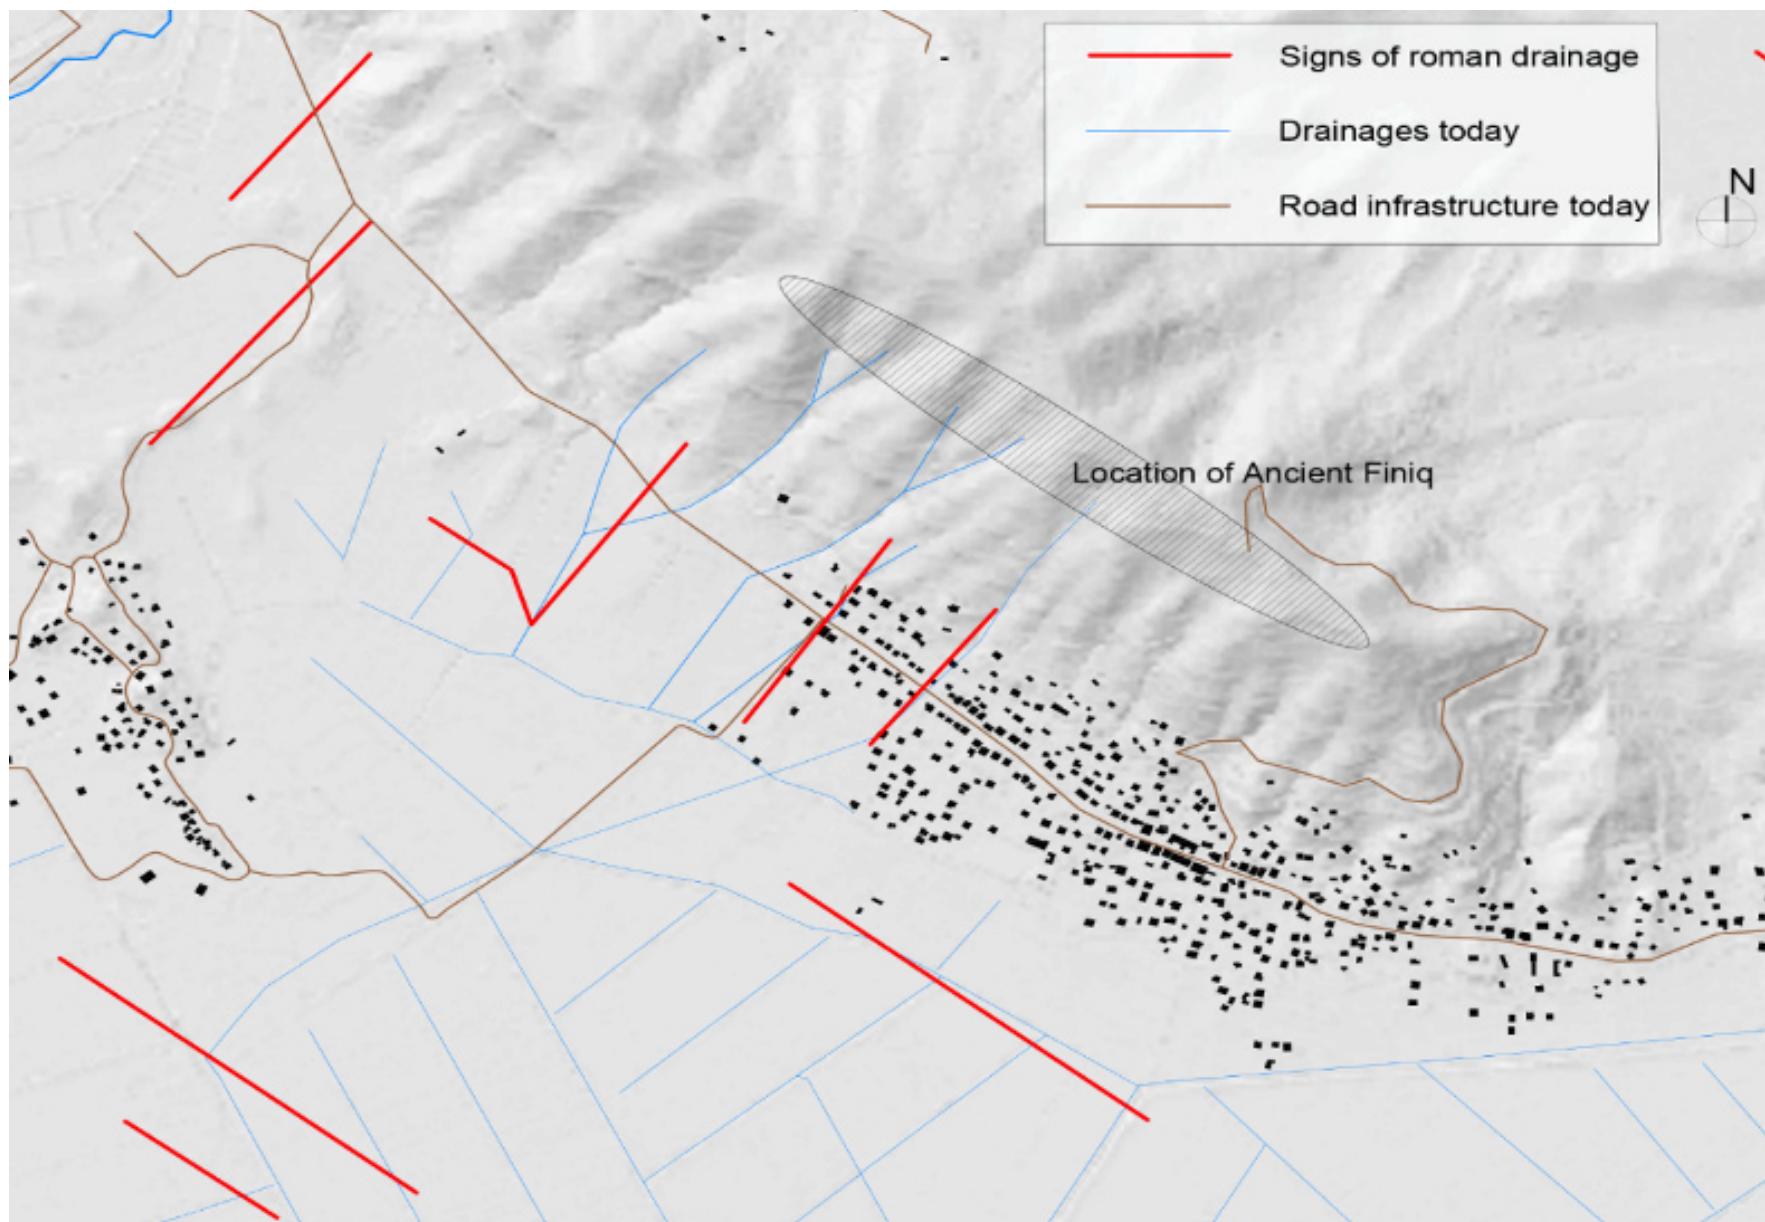 Signs of roman drainage
Drainages today
Road infrastructure today
N
Location of Ancient Finiq